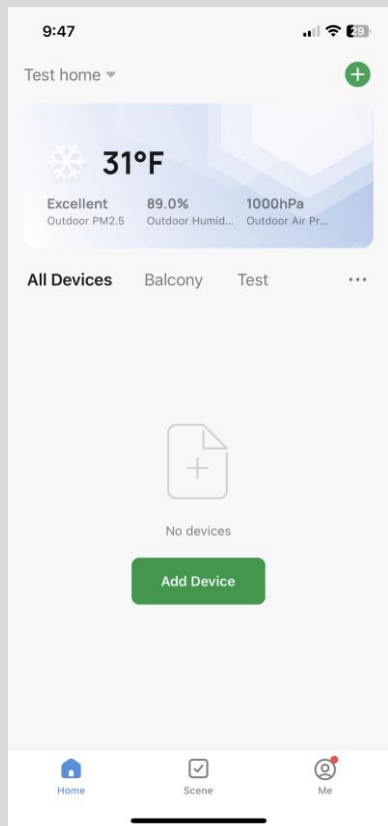 9:47
29
Test home
31°F
Excellent 89.0% 1000hPa
Outdoor PM2.5 Outdoor Humid... Outdoor Air Pr...
All Devices Balcony Test
No devices
Add Device
Home Scene Me